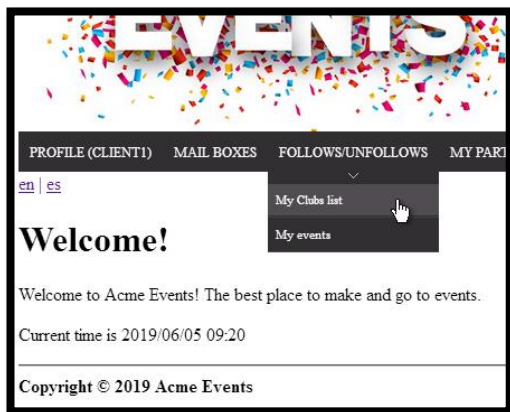 EVENTS
PROFILE (CLIENT1) MAIL BOXES FOLLOWS/UNFOLLOWS MY PART
en | es
My Clubs list
My events
Welcome!
Welcome to Acme Events! The best place to make and go to events.
Current time is 2019/06/05 09:20
Copyright © 2019 Acme Events